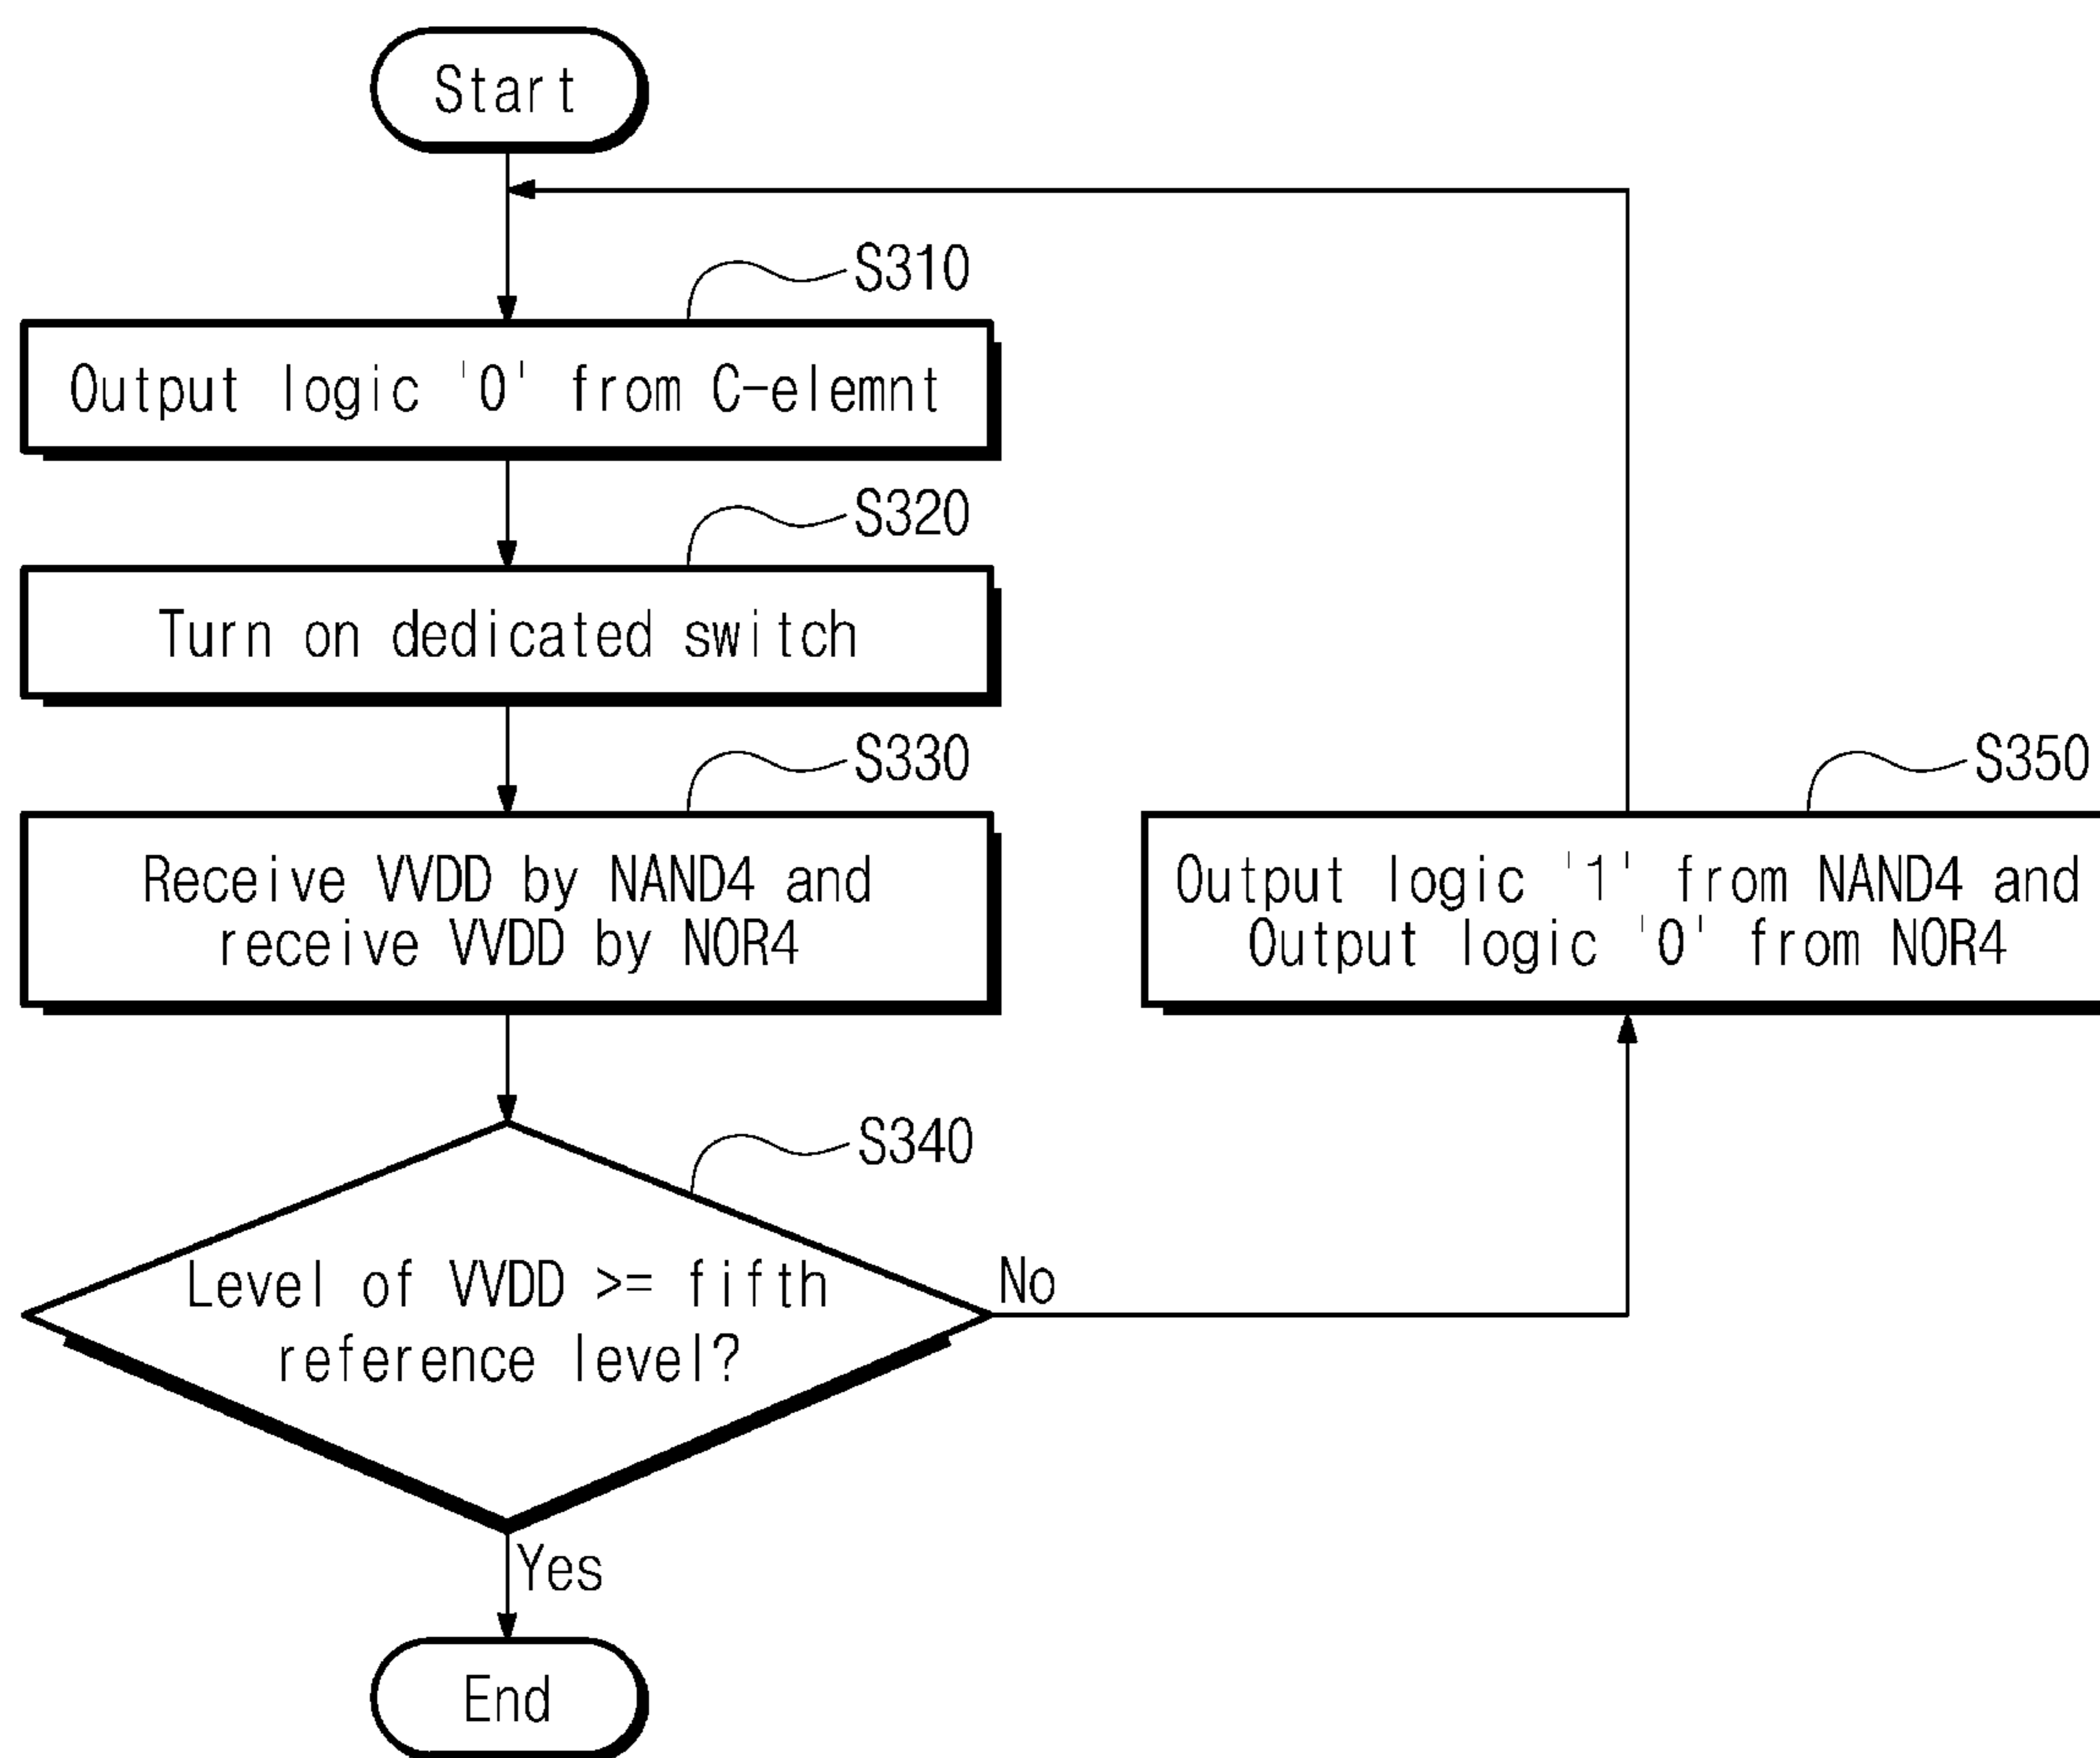 Start
S310
Output logic '0' from C-elemnt
S320
Turn on dedicated switch
S330
Receive VVDD by NAND4 and
receive VVDD by NOR4
S350
Output logic '1' from NAND4 and
Output logic '0' from NOR4
S340
Level of VVDD >= fifth
reference level?
No
Yes
End